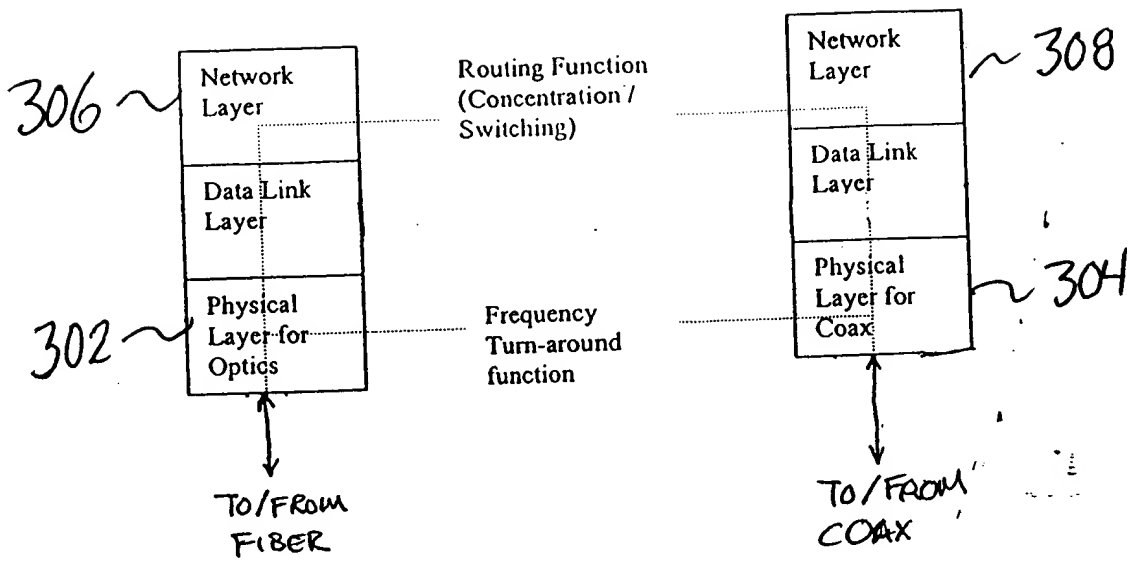 306
Network
Layer
Data Link
Layer
302
Physical
Layer for
Optics
TO/FROM
FIBER
Routing Function
(Concentration /
Switching)
Frequency
Turn-around
function
Network
Layer
308
Data Link
Layer
Physical
Layer for
Coax
304
TO/FROM
COAX